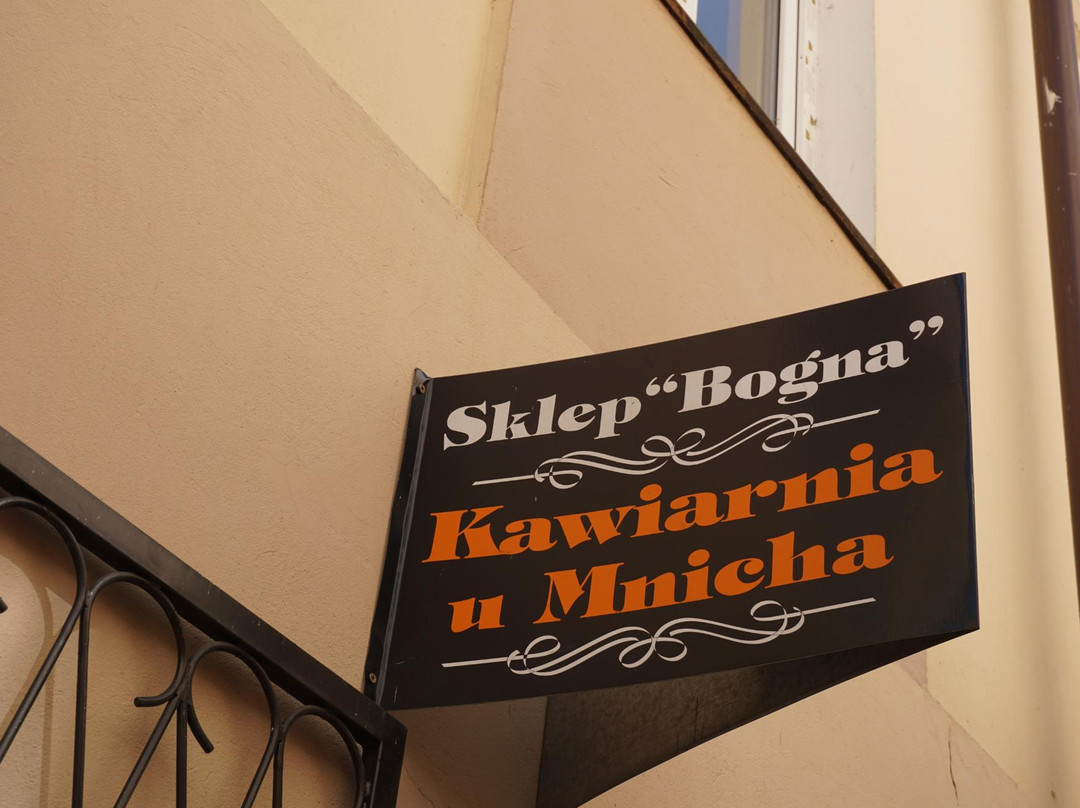 Sklep “Bogna”
Kawiarnia
u Mnicha